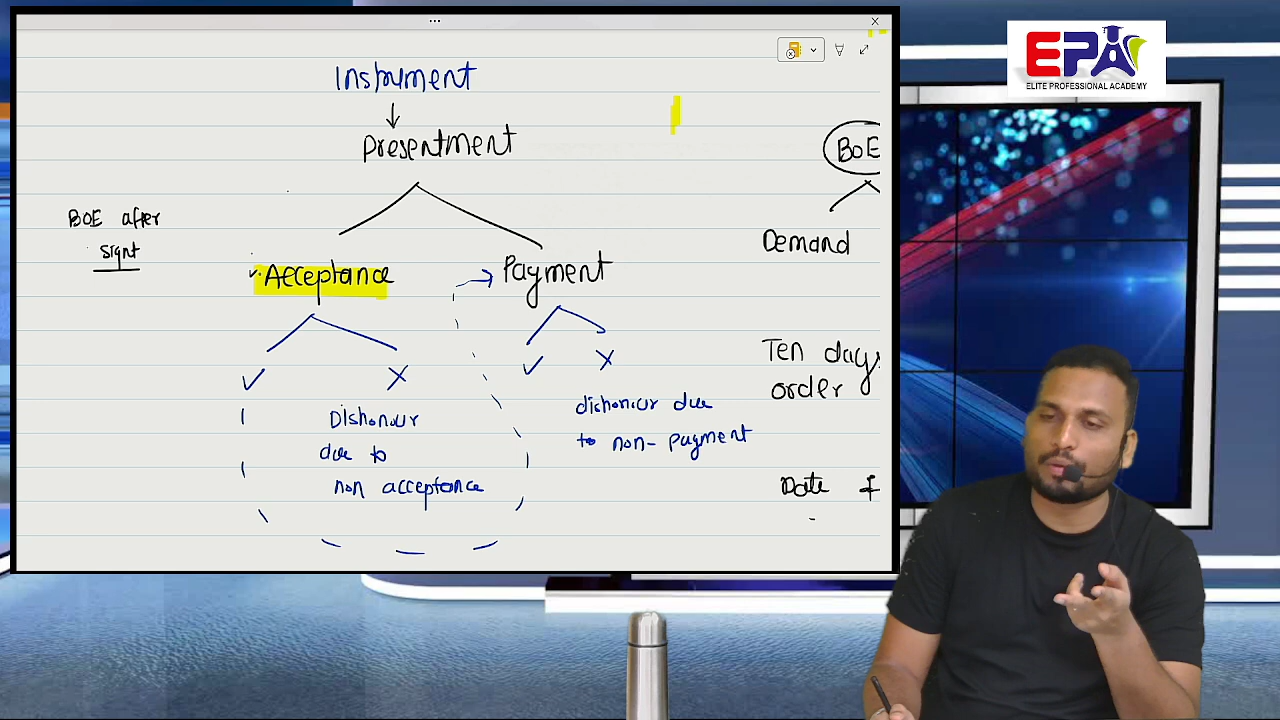 Instrument
Presentment
BOE after
sight
Acceptance
Payment
Dishonour
due to
non acceptance
dishonour due
to non-payment
BOE
Demand
Ten days
order
Date
EPA
ELITE PROFESSIONAL ACADEMY